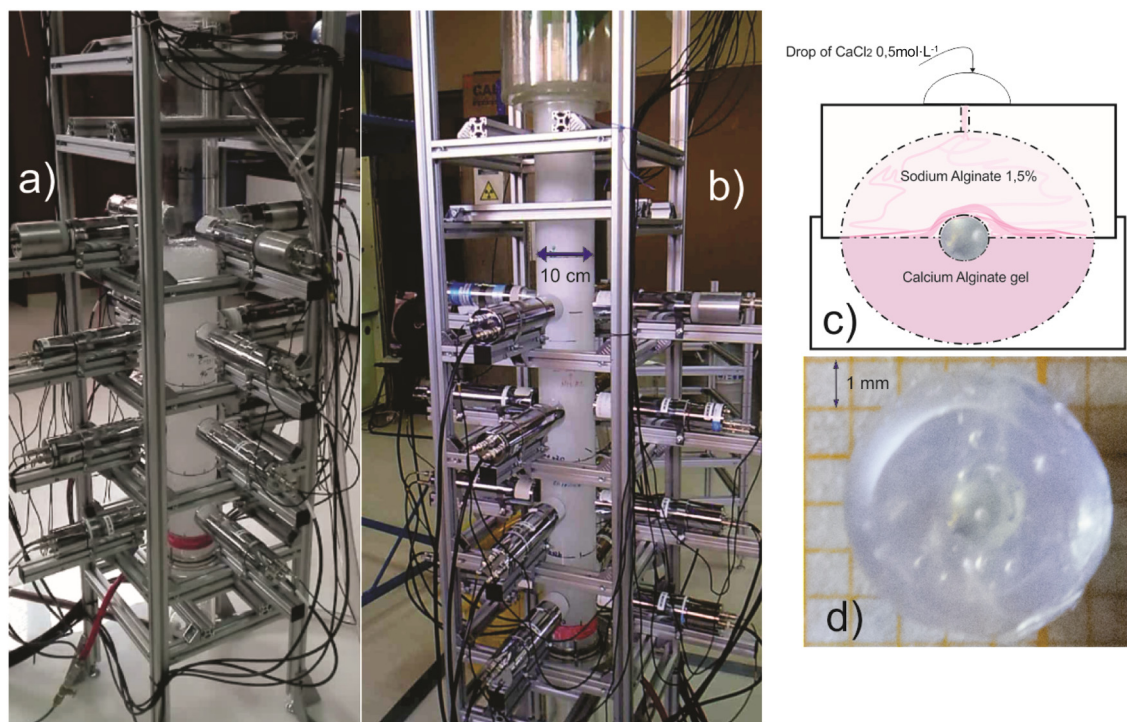 a)
b)
10 cm
Drop of CaCl₂ 0,5mol·L⁻¹
Sodium Alginate 1,5%
Calcium Alginate gel
c)
1 mm
d)